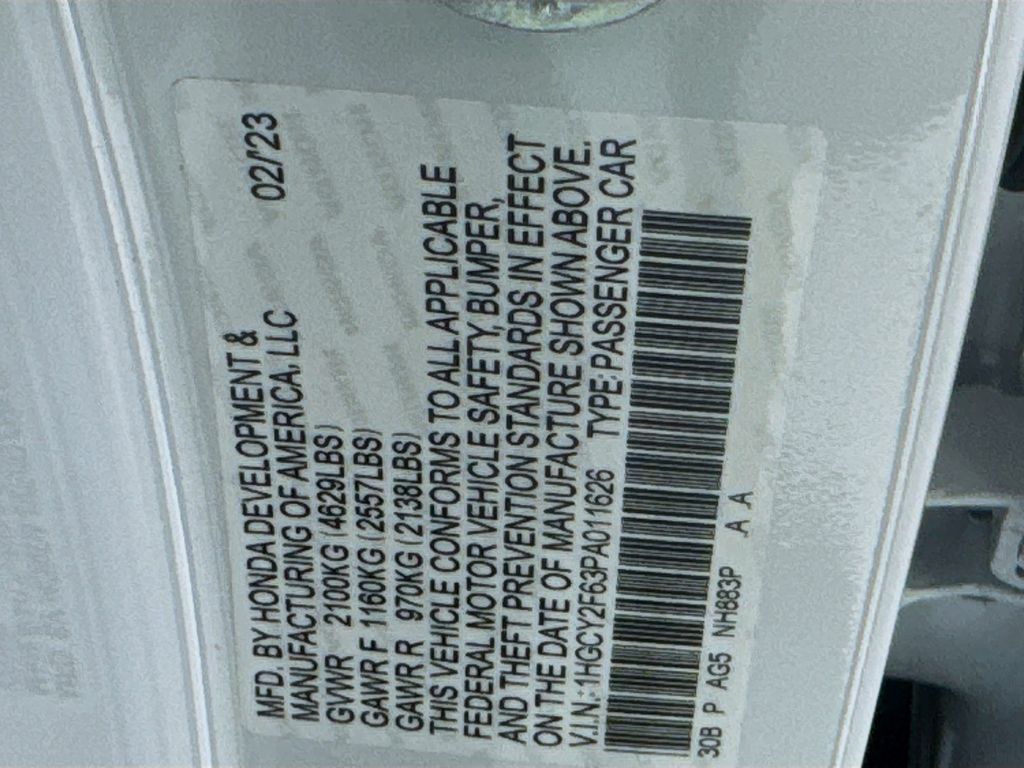 MFD. BY HONDA DEVELOPMENT & 02/'23
MANUFACTURING OF AMERICA, LLC
GVWR 2100KG (4629LBS)
GAWR F 1160KG (2557LBS)
GAWR R 970KG (2138LBS)
THIS VEHICLE CONFORMS TO ALL APPLICABLE
FEDERAL MOTOR VEHICLE SAFETY, BUMPER,
AND THEFT PREVENTION STANDARDS IN EFFECT
ON THE DATE OF MANUFACTURE SHOWN ABOVE.
V.I.N.: 1HGCY2F63PA011626 TYPE: PASSENGER CAR
30B P AG5 NH883P A A